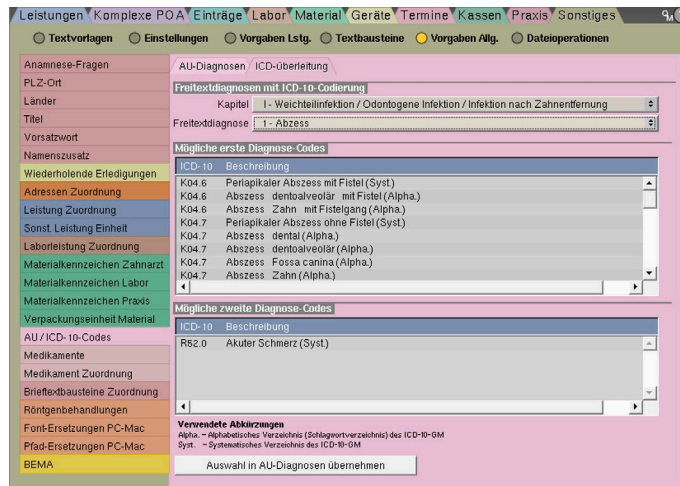 Leistungen Komplexe POA Einträge Labor Material Geräte Termine Kassen Praxis Sonstiges
Textvorlagen Einstellungen Vorgaben Lstg. Textbausteine Vorgaben Allg. Dateioperationen
Anamnese-Fragen
PLZ-Ort
Länder
Titel
Vorsatzwort
Namenszusatz
Wiederholende Erledigungen
Adressen Zuordnung
Leistung Zuordnung
Sonst. Leistung Einheit
Laborleistung Zuordnung
Materialkennzeichen Zahnarzt
Materialkennzeichen Labor
Materialkennzeichen Praxis
Verpackungseinheit Material
AU / ICD-10-Codes
Medikamente
Medikament Zuordnung
Brieftextbausteine Zuordnung
Röntgenbehandlungen
Font-Ersetzungen PC-Mac
Pfad-Ersetzungen PC-Mac
BEMA
AU-Diagnosen ICD-Überleitung
Freitextdiagnosen mit ICD-10-Codierung
Kapitel I - Weichteilinfektion / Odontogene Infektion / Infektion nach Zahnentfernung
Freitextdiagnose 1 - Abzess
Mögliche erste Diagnose-Codes
ICD-10 Beschreibung
K04.6 Periapikaler Abszess mit Fistel (Syst.)
K04.6 Abszess dentoalveolär mit Fistel (Alpha.)
K04.6 Abszess Zahn mit Fistelgang (Alpha.)
K04.7 Periapikaler Abszess ohne Fistel (Syst.)
K04.7 Abszess dental (Alpha.)
K04.7 Abszess dentoalveolär (Alpha.)
K04.7 Abszess Fossa canina (Alpha.)
K04.7 Abszess Zahn (Alpha.)
Mögliche zweite Diagnose-Codes
ICD-10 Beschreibung
R52.0 Akuter Schmerz (Syst.)
Verwendete Abkürzungen
Alpha. - Alphabetisches Verzeichnis (Schlagwortverzeichnis) des ICD-10-GM
Syst. - Systematisches Verzeichnis des ICD-10-GM
Auswahl in AU-Diagnosen übernehmen